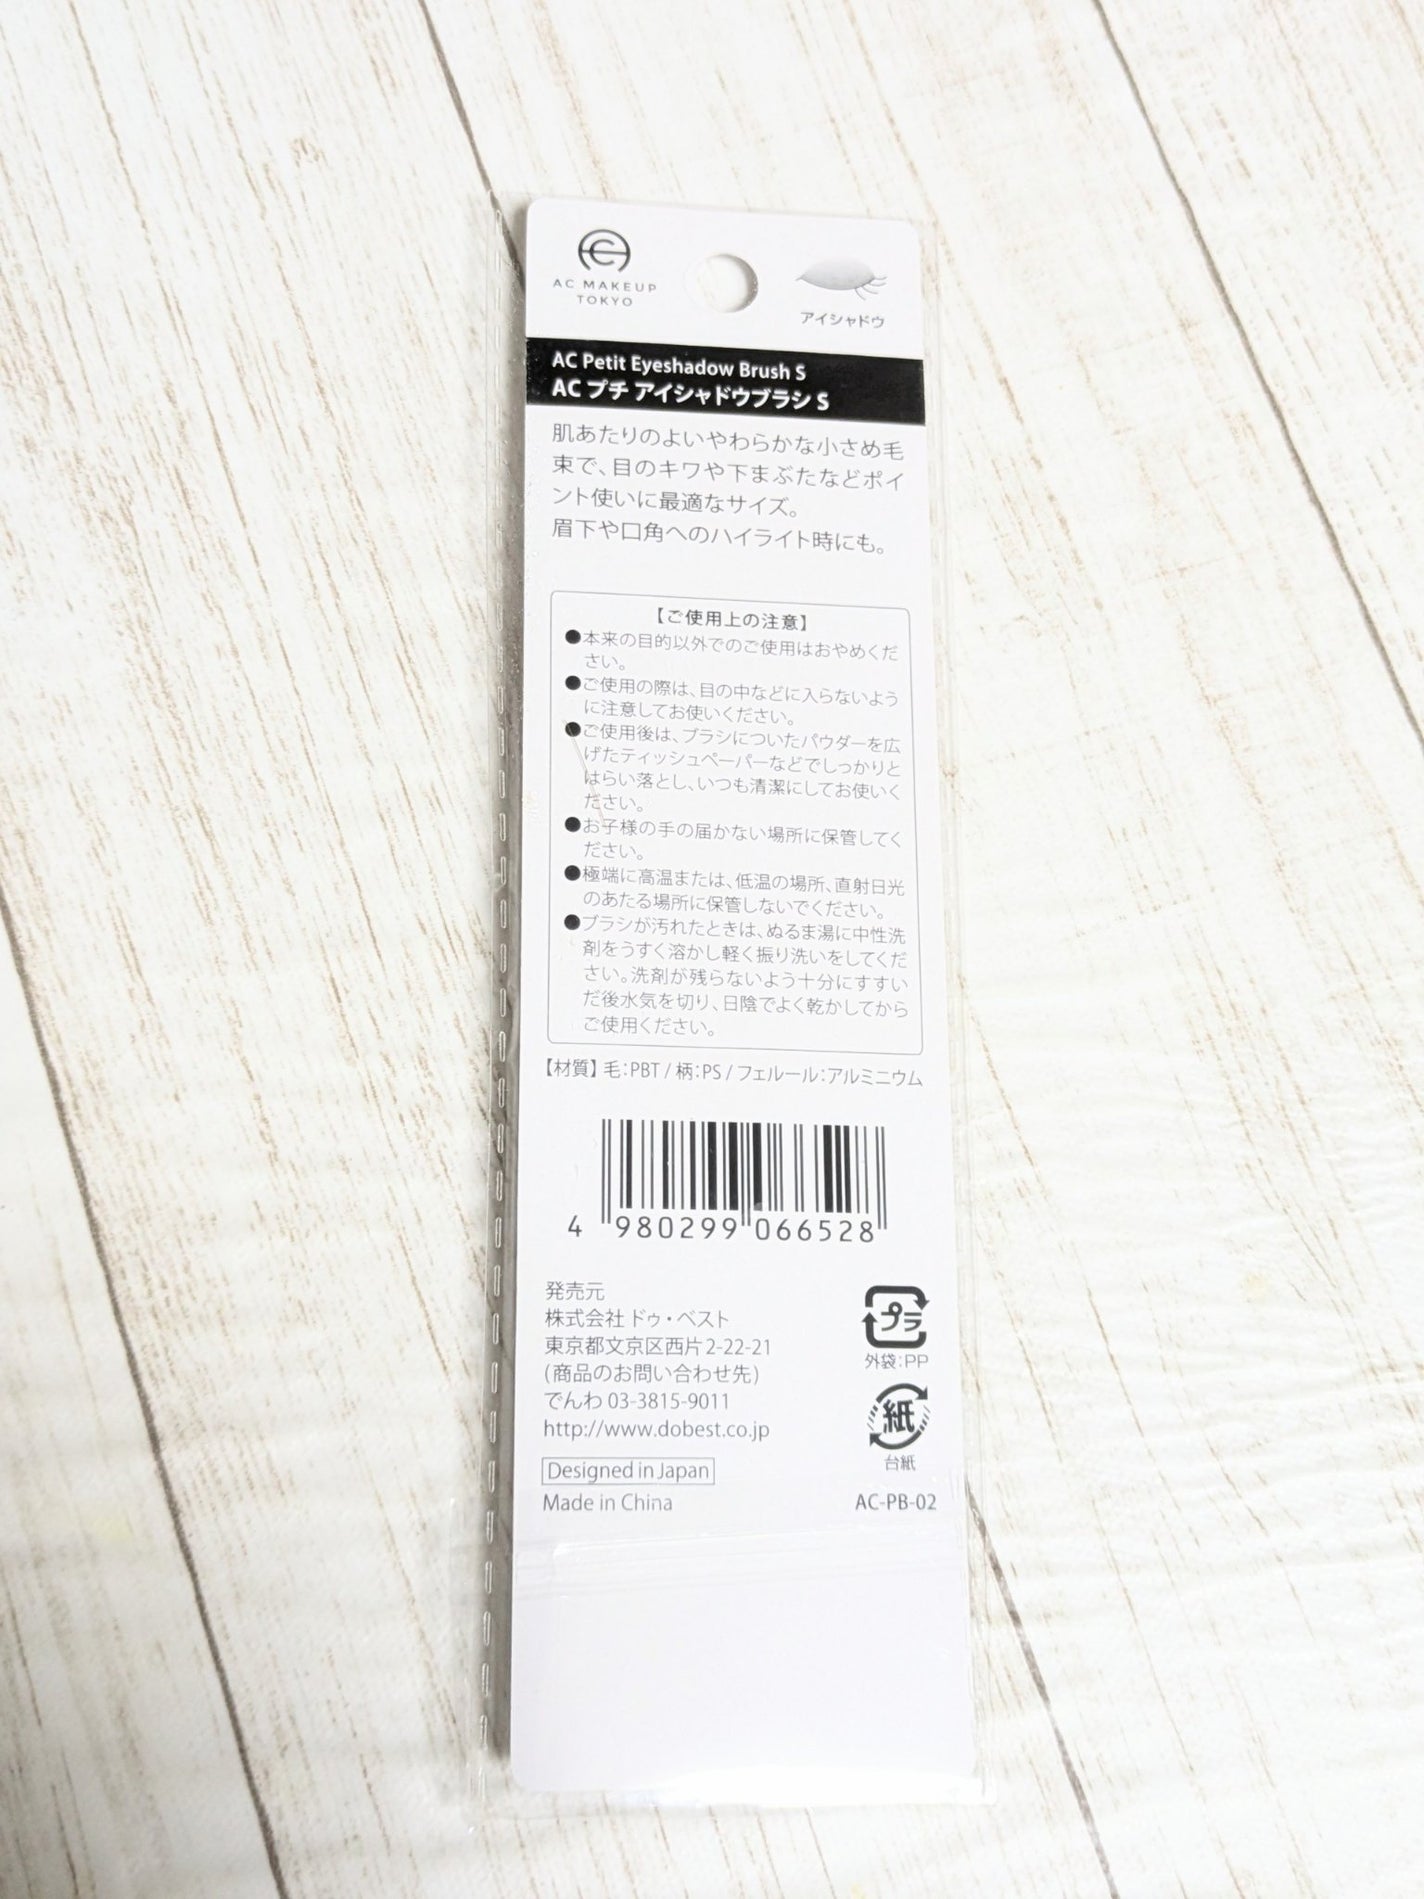 AC MAKEUP
TOKYO
アイシャドウ
AC Petit Eyeshadow Brush S
AC プチ アイシャドウブラシ S
肌あたりのよいやわらかな小さめ毛
束で、目のキワや下まぶたなどポイ
ント使いに最適なサイズ。
眉下や口角へのハイライト時にも。
【ご使用上の注意】
●本来の目的以外でのご使用はおやめくだ
さい。
●ご使用の際は、目の中などに入らないよう
に注意してお使いください。
●ご使用後は、ブラシについたパウダーを広
げたティッシュペーパーなどでしっかりと
はらい落とし、いつも清潔にしてお使いく
ださい。
●お子様の手の届かない場所に保管してく
ださい。
●極端に高温または、低温の場所、直射日光
のあたる場所に保管しないでください。
●ブラシが汚れたときは、ぬるま湯に中性洗
剤をうすく溶かし軽く振り洗いをしてくだ
さい。洗剤が残らないよう十分にすすい
だ後水気を切り、日陰でよく乾かしてから
ご使用ください。
【材質】毛:PBT / 柄:PS / フェルール:アルミニウム
4 980299 066528
発売元
株式会社 ドゥ・ベスト
東京都文京区西片2-22-21
(商品のお問い合わせ先)
でんわ 03-3815-9011
http://www.dobest.co.jp
Designed in Japan
Made in China
プラ
外袋:PP
紙
台紙
AC-PB-02